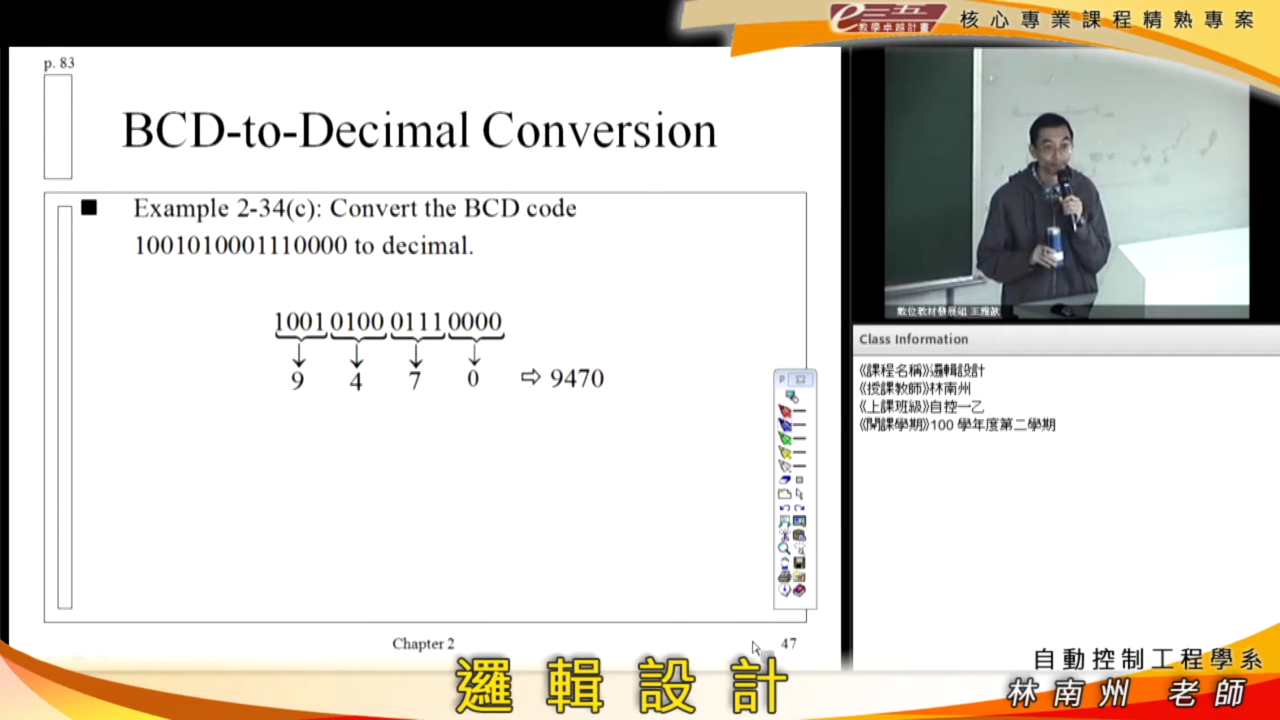 e三五
教學卓越計畫
核心專業課程精熟專案
p. 83
BCD-to-Decimal Conversion
Example 2-34(c): Convert the BCD code
1001010001110000 to decimal.
1001 0100 0111 0000
9 4 7 0 ⇨ 9470
Chapter 2
47
數位教材發展組 王雅歆
Class Information
《課程名稱》邏輯設計
《授課教師》林南州
《上課班級》自控一乙
《開課學期》100 學年度第二學期
邏輯設計
自動控制工程學系
林南州 老師